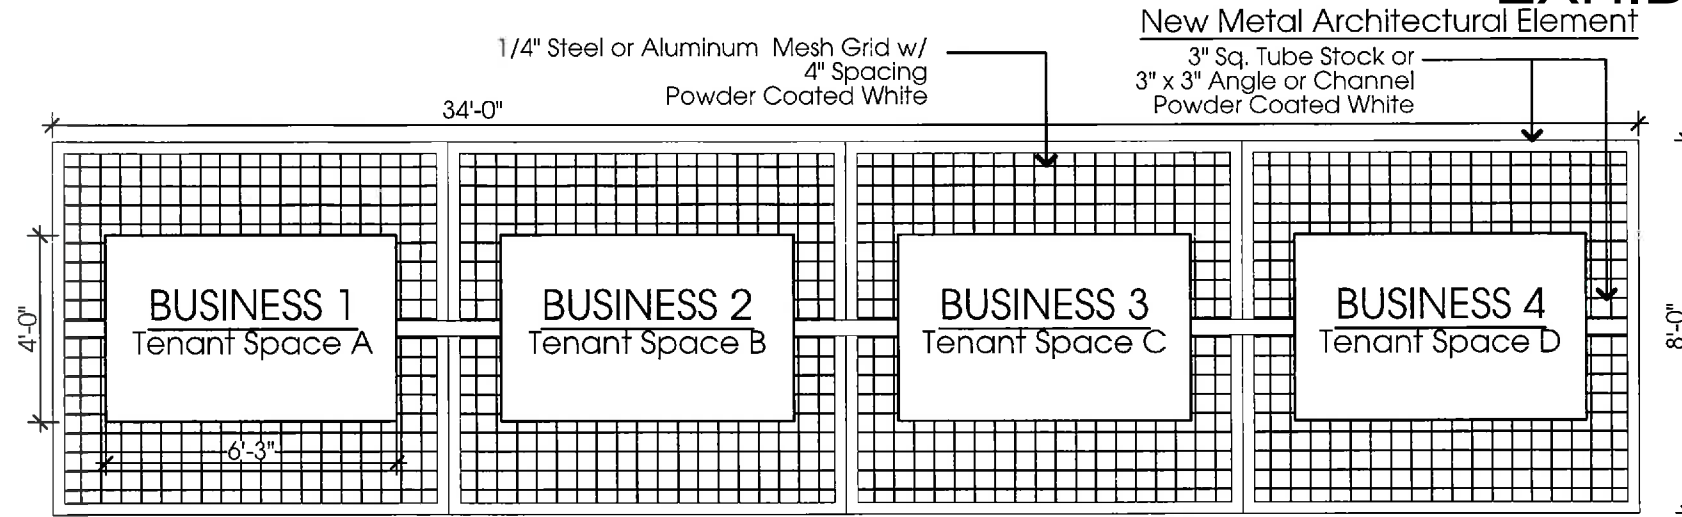 New Metal Architectural Element
1/4" Steel or Aluminum Mesh Grid w/
4" Spacing
Powder Coated White
3" Sq. Tube Stock or
3" x 3" Angle or Channel
Powder Coated White
34'-0"
4'-0"
8'-0"
BUSINESS 1
Tenant Space A
BUSINESS 2
Tenant Space B
BUSINESS 3
Tenant Space C
BUSINESS 4
Tenant Space D
6'-3"